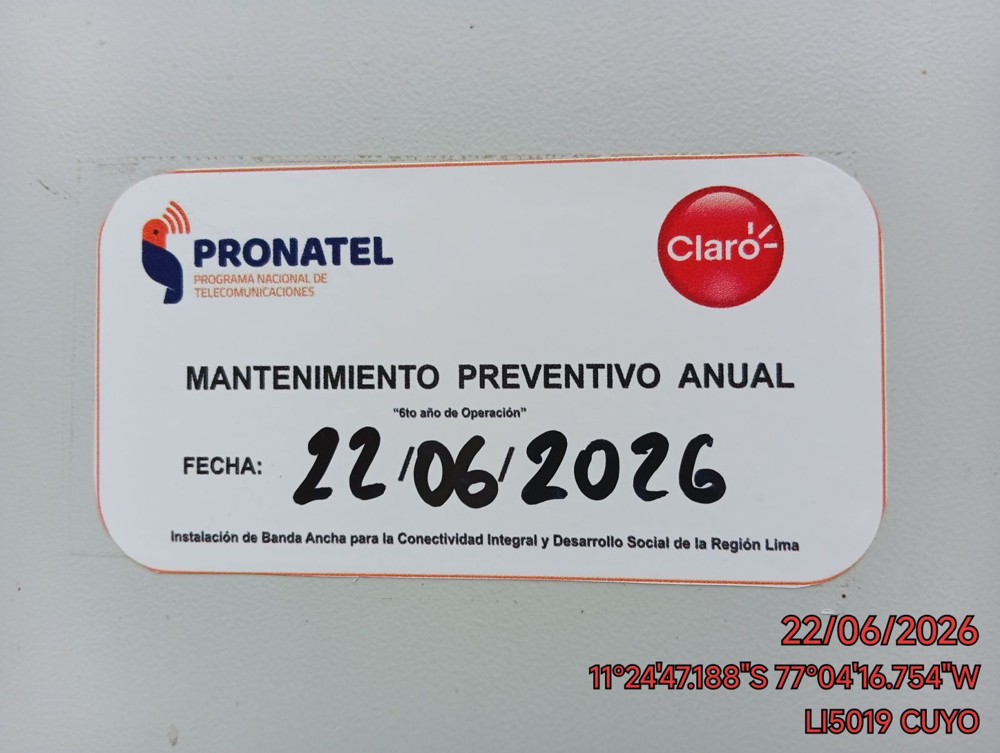 PRONATEL
PROGRAMA NACIONAL DE
TELECOMUNICACIONES
Claro
MANTENIMIENTO PREVENTIVO ANUAL
“6to año de Operación”
FECHA: 22/06/2026
Instalación de Banda Ancha para la Conectividad Integral y Desarrollo Social de la Región Lima
22/06/2026
11°24'47.188"S 77°04'16.754"W
LI5019 CUYO